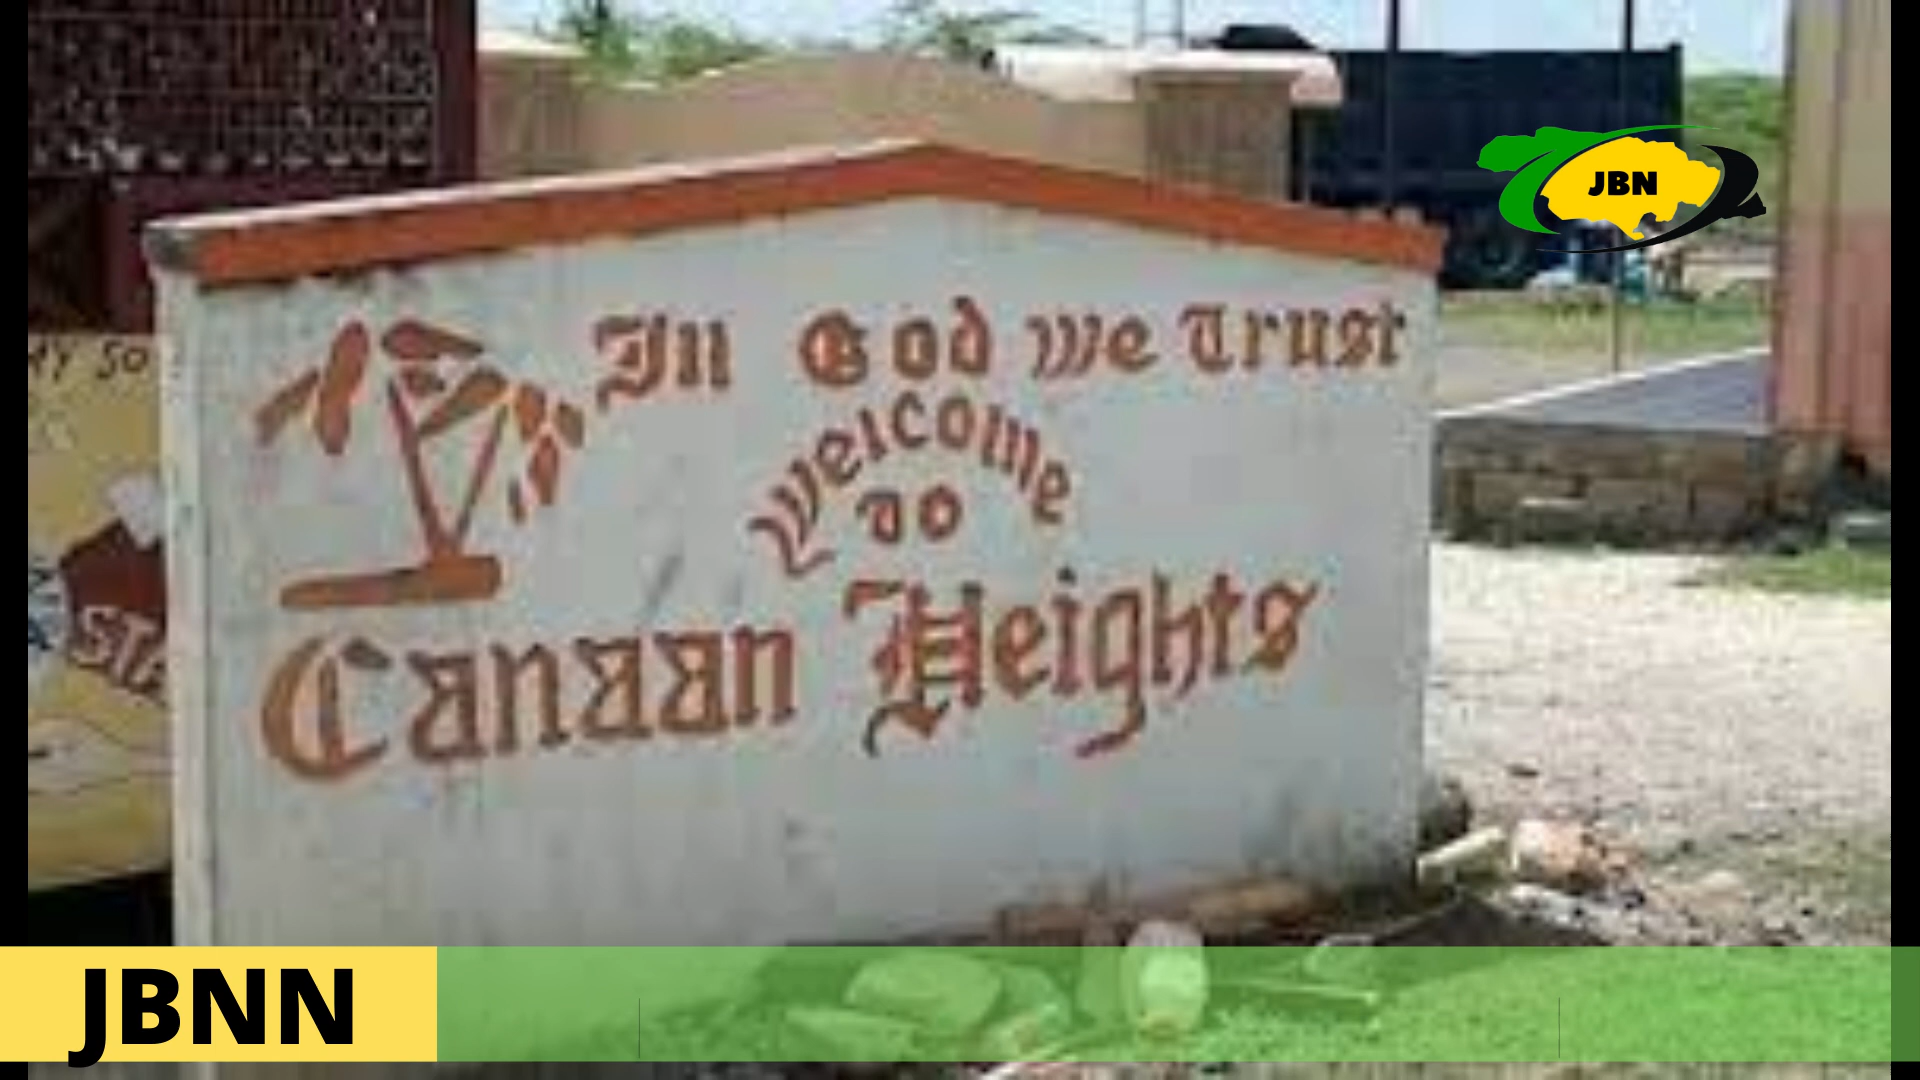 JBN
In God we Trust
Welcome
To
Canaan Heights
JBNN